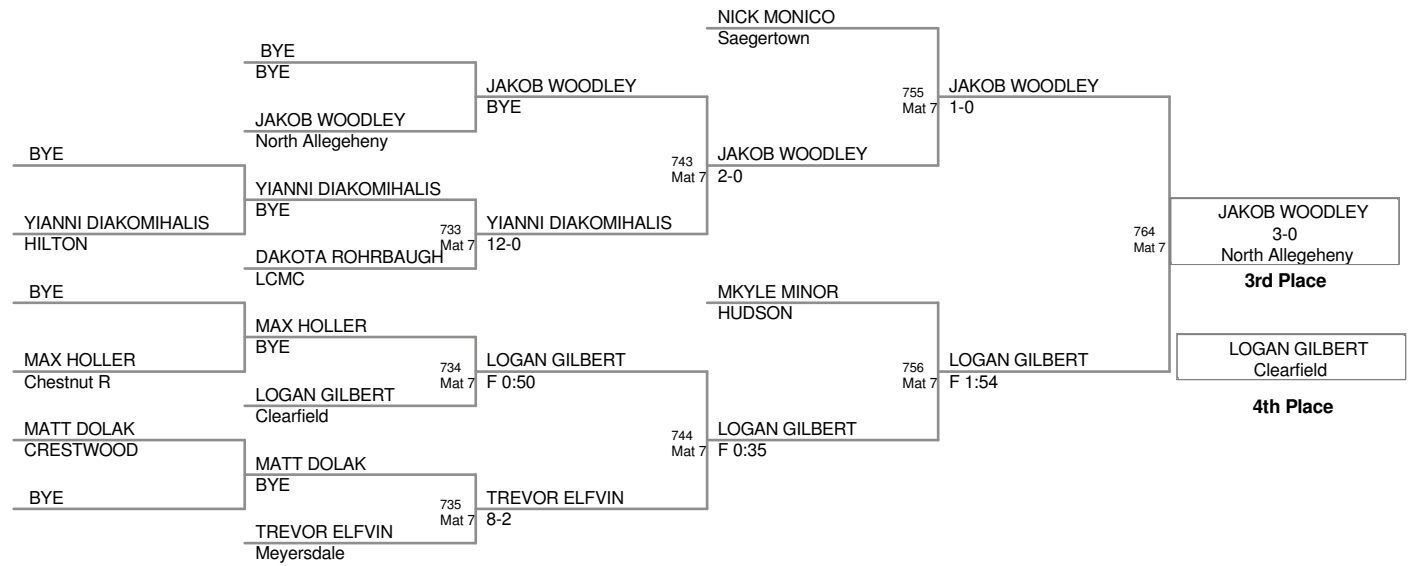 NICK MONICO
Saegertown
BYE
BYE
JAKOB WOODLEY
BYE
755
Mat 7
JAKOB WOODLEY
1-0
JAKOB WOODLEY
North Allegeheny
BYE
743
Mat 7
JAKOB WOODLEY
2-0
YIANNI DIAKOMIHALIS
BYE
YIANNI DIAKOMIHALIS
HILTON
733
Mat 7
YIANNI DIAKOMIHALIS
12-0
764
Mat 7
JAKOB WOODLEY
3-0
North Allegeheny
3rd Place
DAKOTA ROHRBAUGH
LCMC
BYE
MKYLE MINOR
HUDSON
MAX HOLLER
BYE
MAX HOLLER
Chestnut R
734
Mat 7
LOGAN GILBERT
F 0:50
756
Mat 7
LOGAN GILBERT
F 1:54
LOGAN GILBERT
Clearfield
4th Place
LOGAN GILBERT
Clearfield
MATT DOLAK
CRESTWOOD
744
Mat 7
LOGAN GILBERT
F 0:35
MATT DOLAK
BYE
BYE
735
Mat 7
TREVOR ELFVIN
8-2
TREVOR ELFVIN
Meyersdale